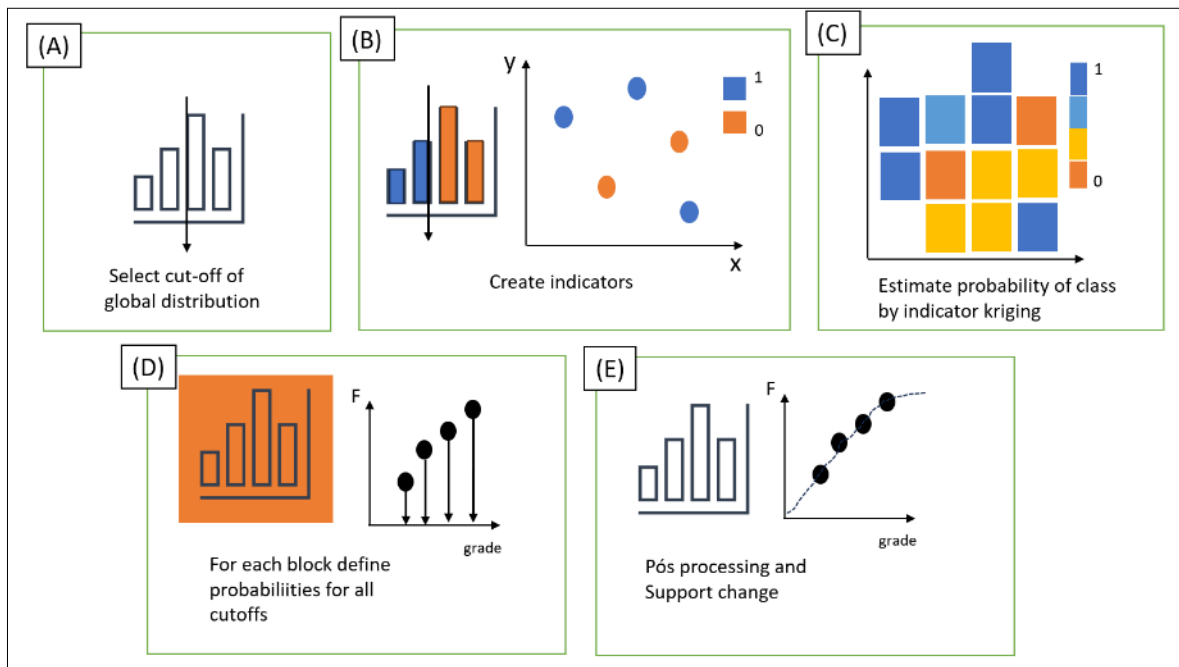 (A)
Select cut-off of
global distribution
(B)
y
1
0
x
Create indicators
(C)
1
0
Estimate probability of class
by indicator kriging
(D)
F
grade
For each block define
probabiliities for all
cutoffs
(E)
F
grade
Pós processing and
Support change